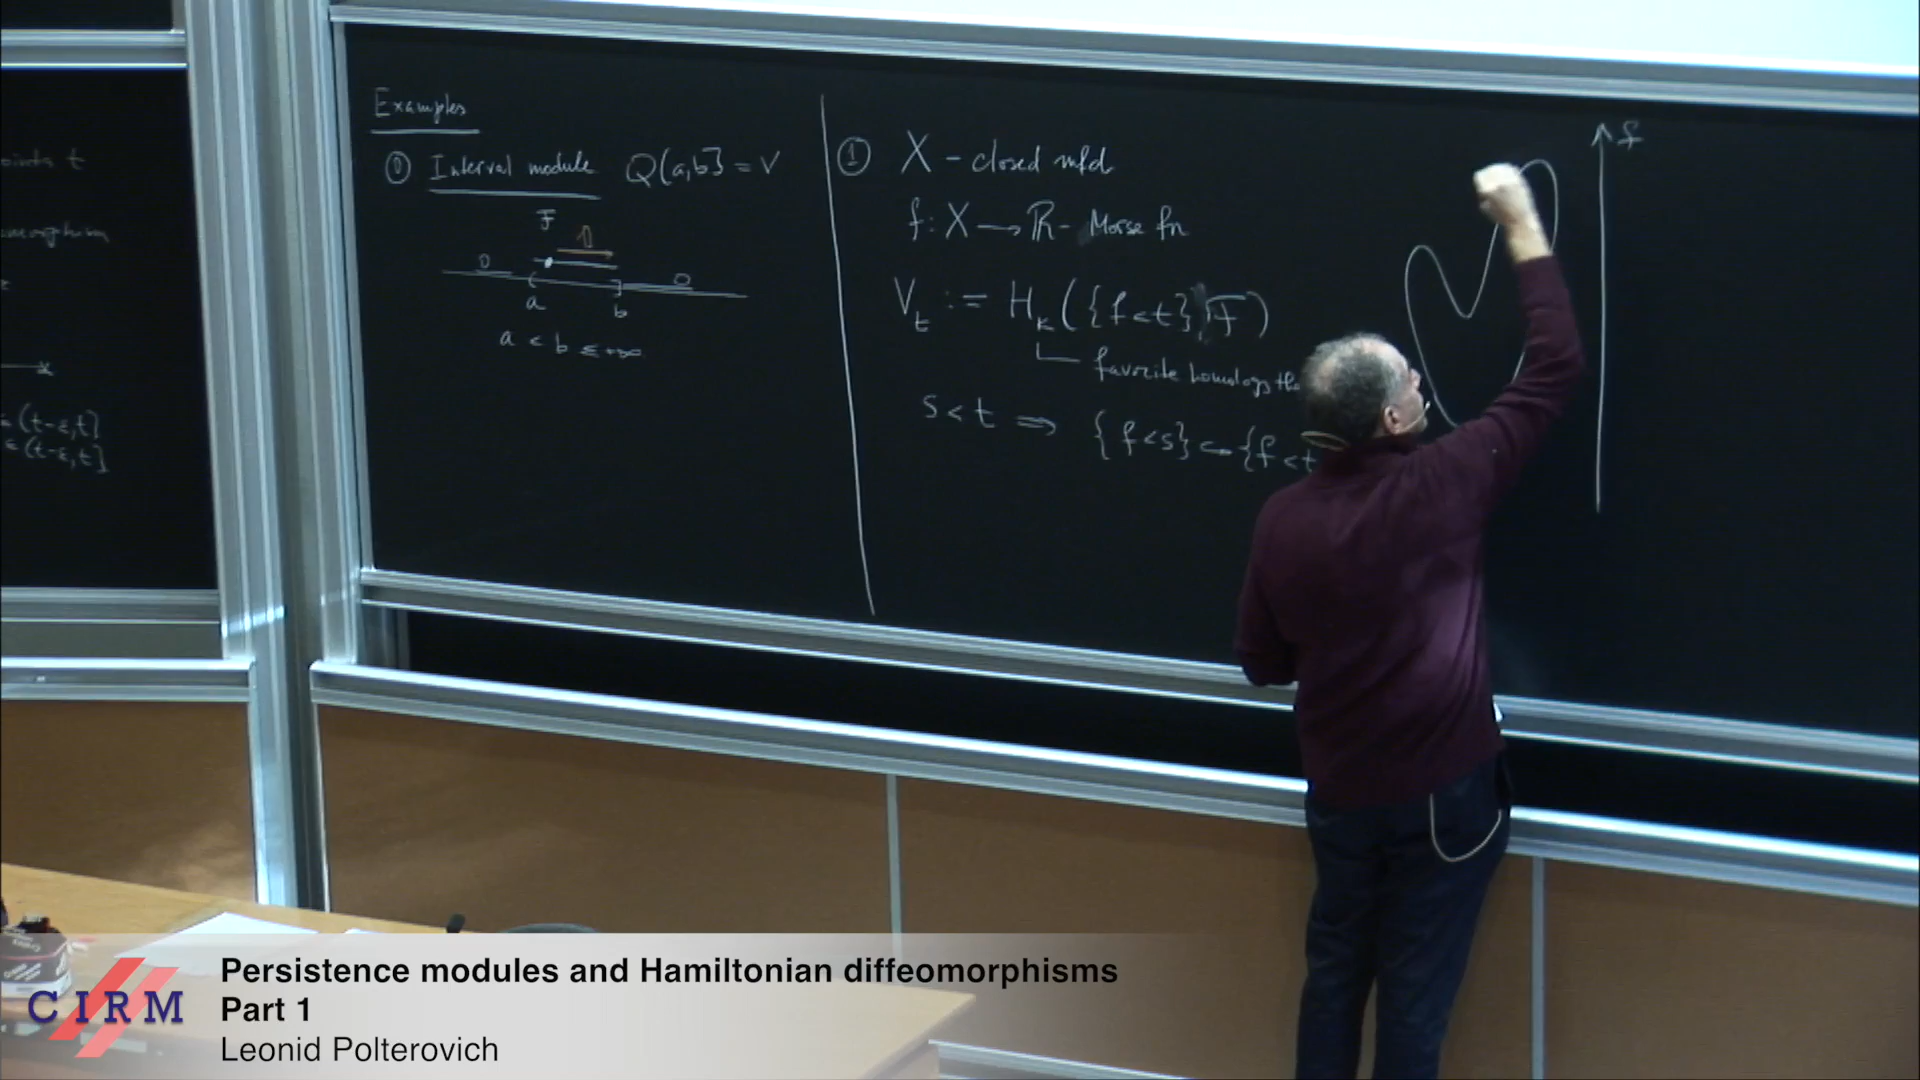 t
(t-ε,t]
∈ (t-ε,t]
Examples
⓪ Interval module Q(a,b] = V
F
1
0 0
a b
a < b ≤ +∞
① X - closed mfd
f: X → ℝ - Morse fn
V_t := H_k ({f<t}, F)
favorite homology
s < t ⟹ {f<s} ↪ {f<t
f
CIRM
Persistence modules and Hamiltonian diffeomorphisms
Part 1
Leonid Polterovich